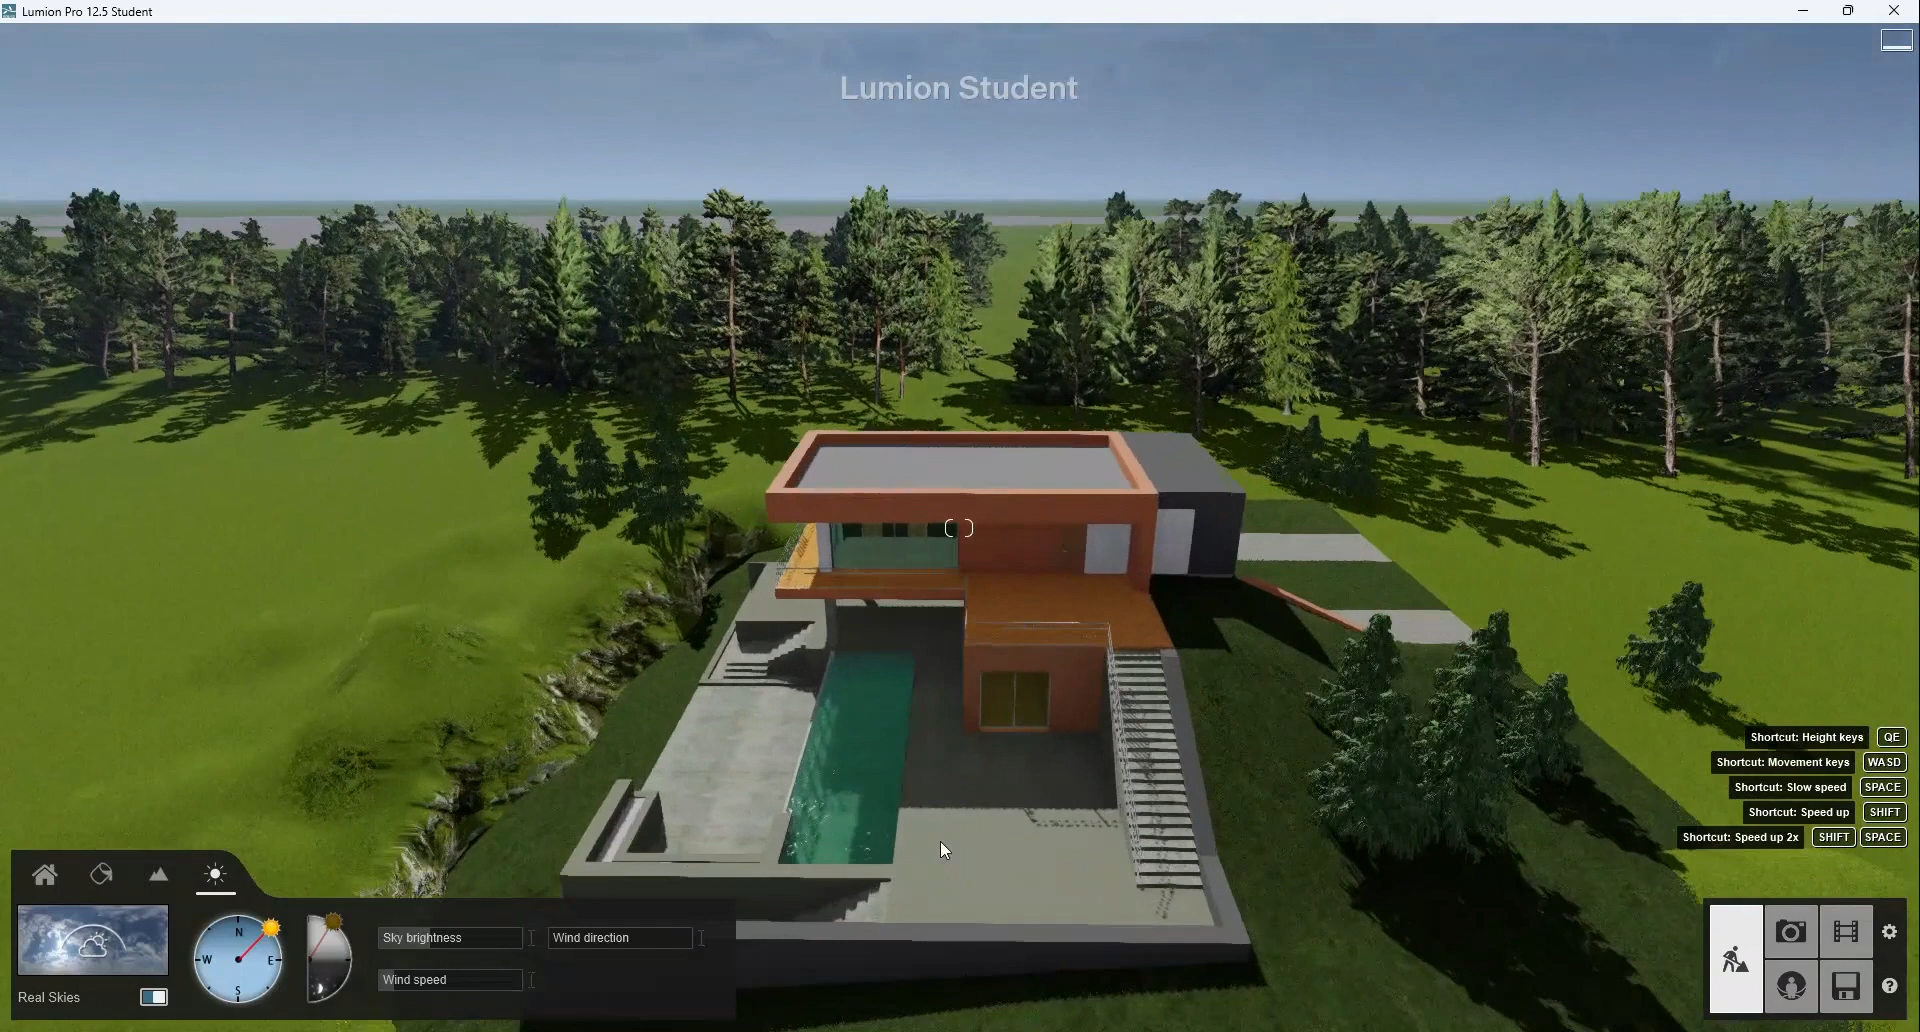 Lumion Pro 12.5 Student
Lumion Student
Shortcut: Height keys QE
Shortcut: Movement keys WASD
Shortcut: Slow speed SPACE
Shortcut: Speed up SHIFT
Shortcut: Speed up 2x SHIFT SPACE
N
W E
S
Sky brightness
Wind direction
Wind speed
Real Skies
?